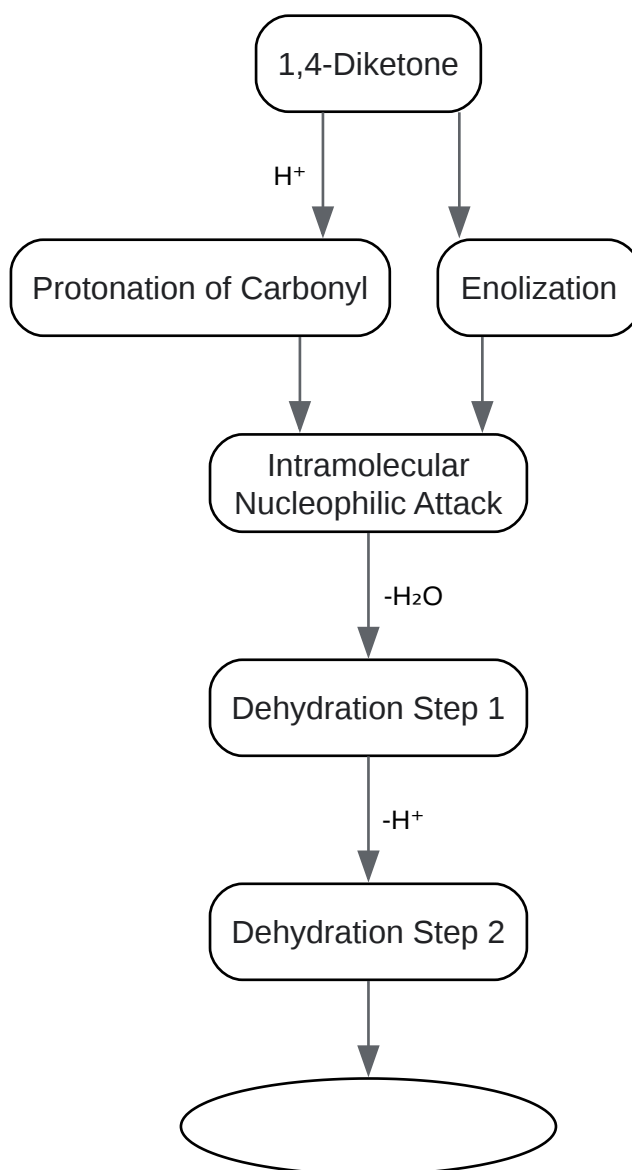 1,4-Diketone
H⁺
Protonation of Carbonyl
Enolization
Intramolecular
Nucleophilic Attack
-H₂O
Dehydration Step 1
-H⁺
Dehydration Step 2